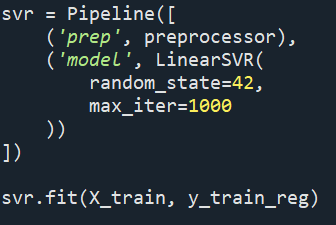 svr = Pipeline([
    ('prep', preprocessor),
    ('model', LinearSVR(
        random_state=42,
        max_iter=1000
    ))
])

svr.fit(X_train, y_train_reg)